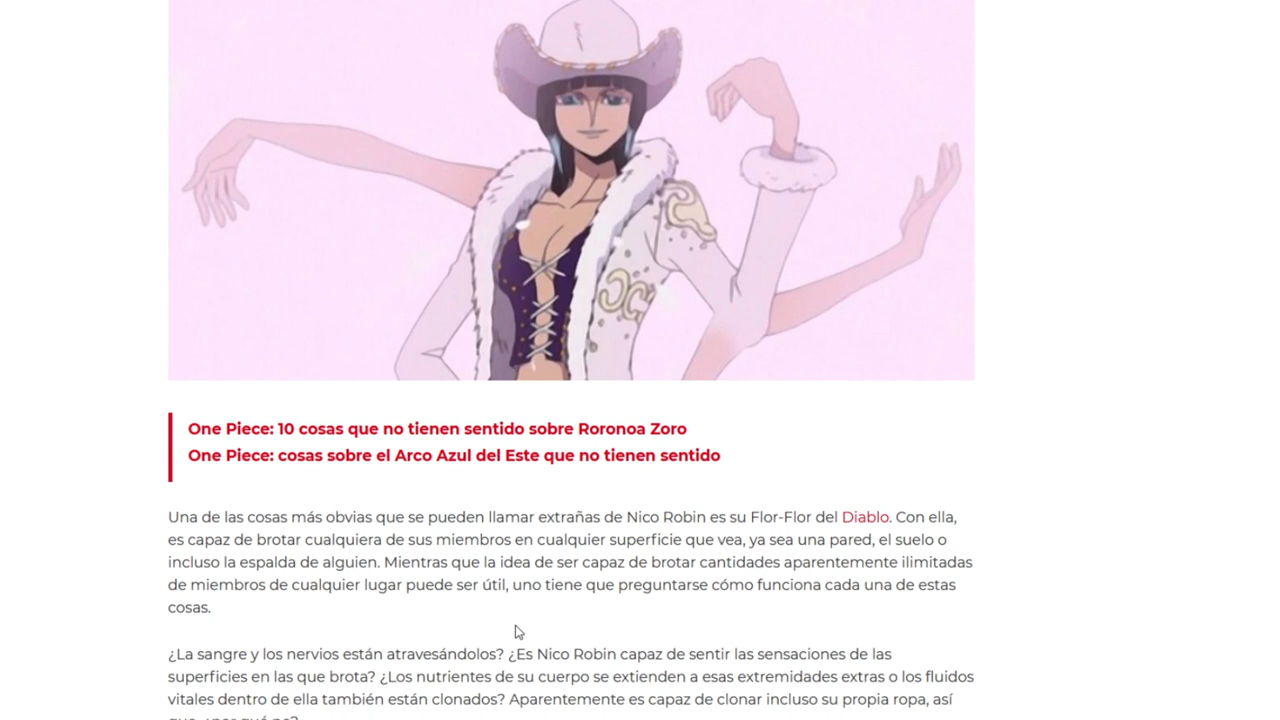 One Piece: 10 cosas que no tienen sentido sobre Roronoa Zoro
One Piece: cosas sobre el Arco Azul del Este que no tienen sentido
Una de las cosas más obvias que se pueden llamar extrañas de Nico Robin es su Flor-Flor del Diablo. Con ella,
es capaz de brotar cualquiera de sus miembros en cualquier superficie que vea, ya sea una pared, el suelo o
incluso la espalda de alguien. Mientras que la idea de ser capaz de brotar cantidades aparentemente ilimitadas
de miembros de cualquier lugar puede ser útil, uno tiene que preguntarse cómo funciona cada una de estas
cosas.
¿La sangre y los nervios están atravesándolos? ¿Es Nico Robin capaz de sentir las sensaciones de las
superficies en las que brota? ¿Los nutrientes de su cuerpo se extienden a esas extremidades extras o los fluidos
vitales dentro de ella también están clonados? Aparentemente es capaz de clonar incluso su propia ropa, así
que ¿por qué no?